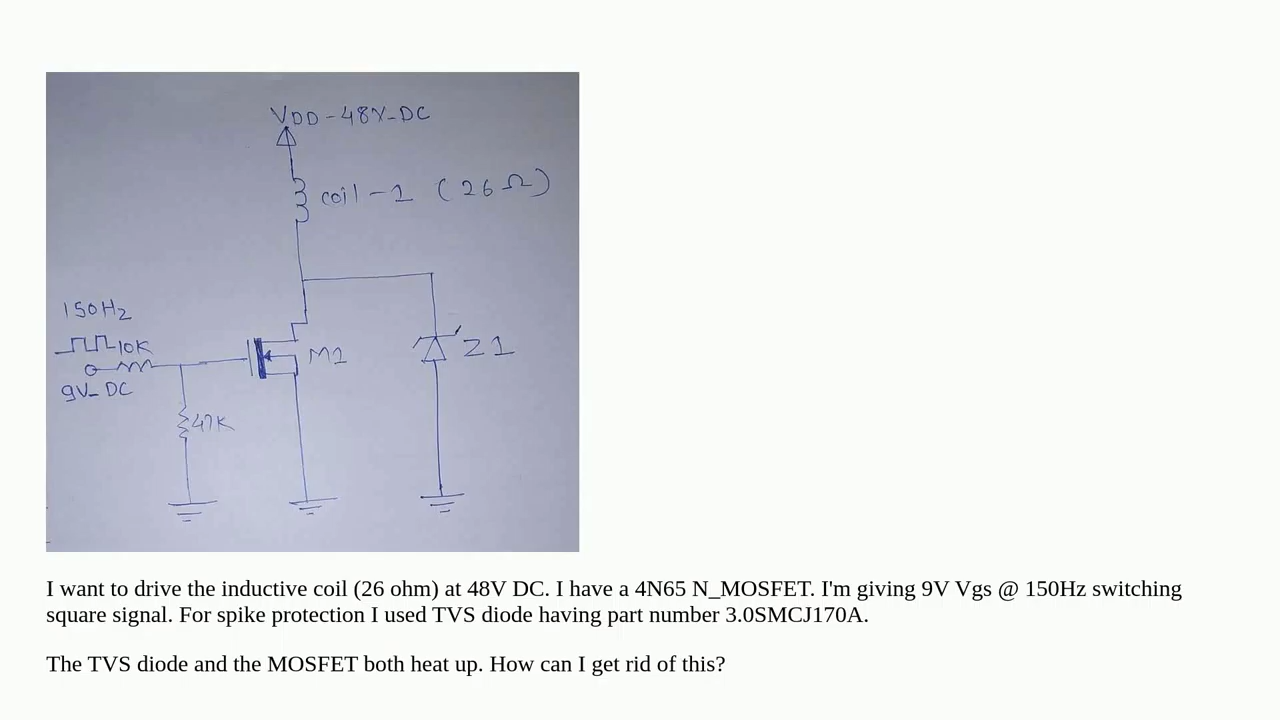 VDD-48V-DC
coil-1 (26Ω)
150Hz
10K
9V-DC
M1
Z1
47K
I want to drive the inductive coil (26 ohm) at 48V DC. I have a 4N65 N_MOSFET. I'm giving 9V Vgs @ 150Hz switching
square signal. For spike protection I used TVS diode having part number 3.0SMCJ170A.
The TVS diode and the MOSFET both heat up. How can I get rid of this?